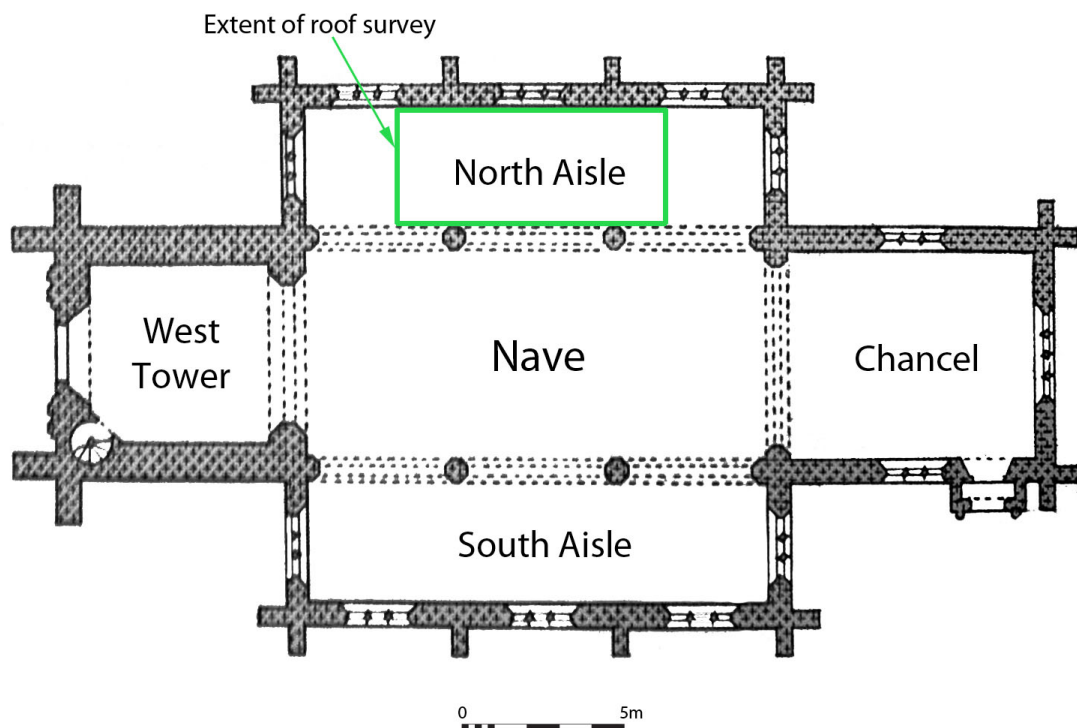 Extent of roof survey
North Aisle
West
Tower
Nave
Chancel
South Aisle
0 5m